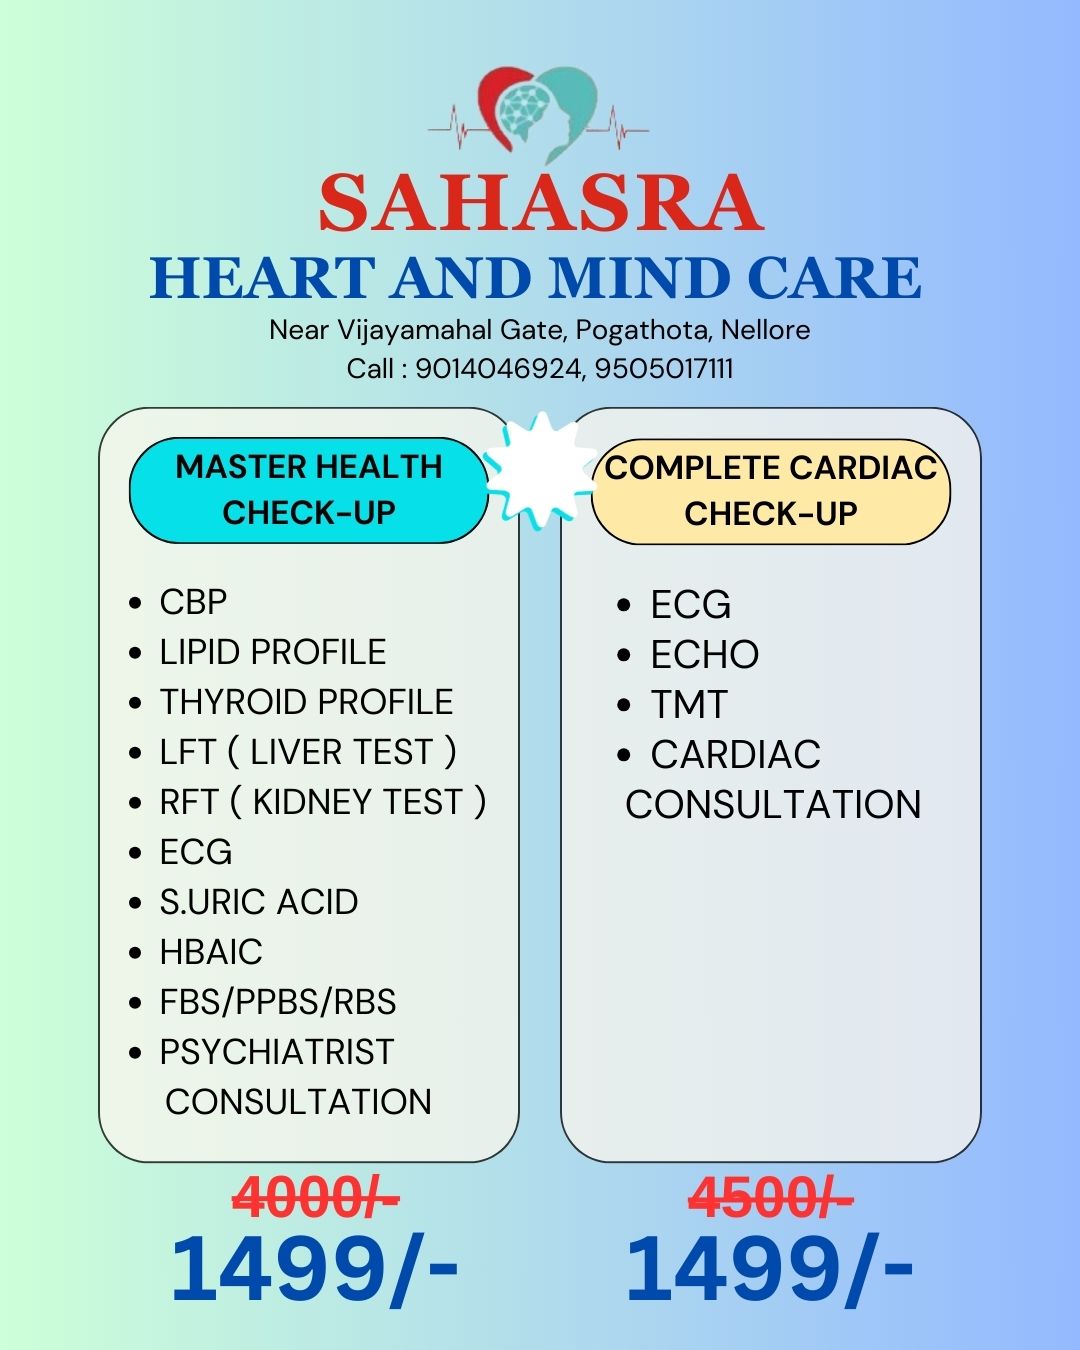 SAHASRA
HEART AND MIND CARE
Near Vijayamahal Gate, Pogathota, Nellore
Call : 9014046924, 9505017111
MASTER HEALTH
CHECK-UP
• CBP
• LIPID PROFILE
• THYROID PROFILE
• LFT ( LIVER TEST )
• RFT ( KIDNEY TEST )
• ECG
• S.URIC ACID
• HBAIC
• FBS/PPBS/RBS
• PSYCHIATRIST
CONSULTATION
4000/-
1499/-
COMPLETE CARDIAC
CHECK-UP
• ECG
• ECHO
• TMT
• CARDIAC
CONSULTATION
4500/-
1499/-